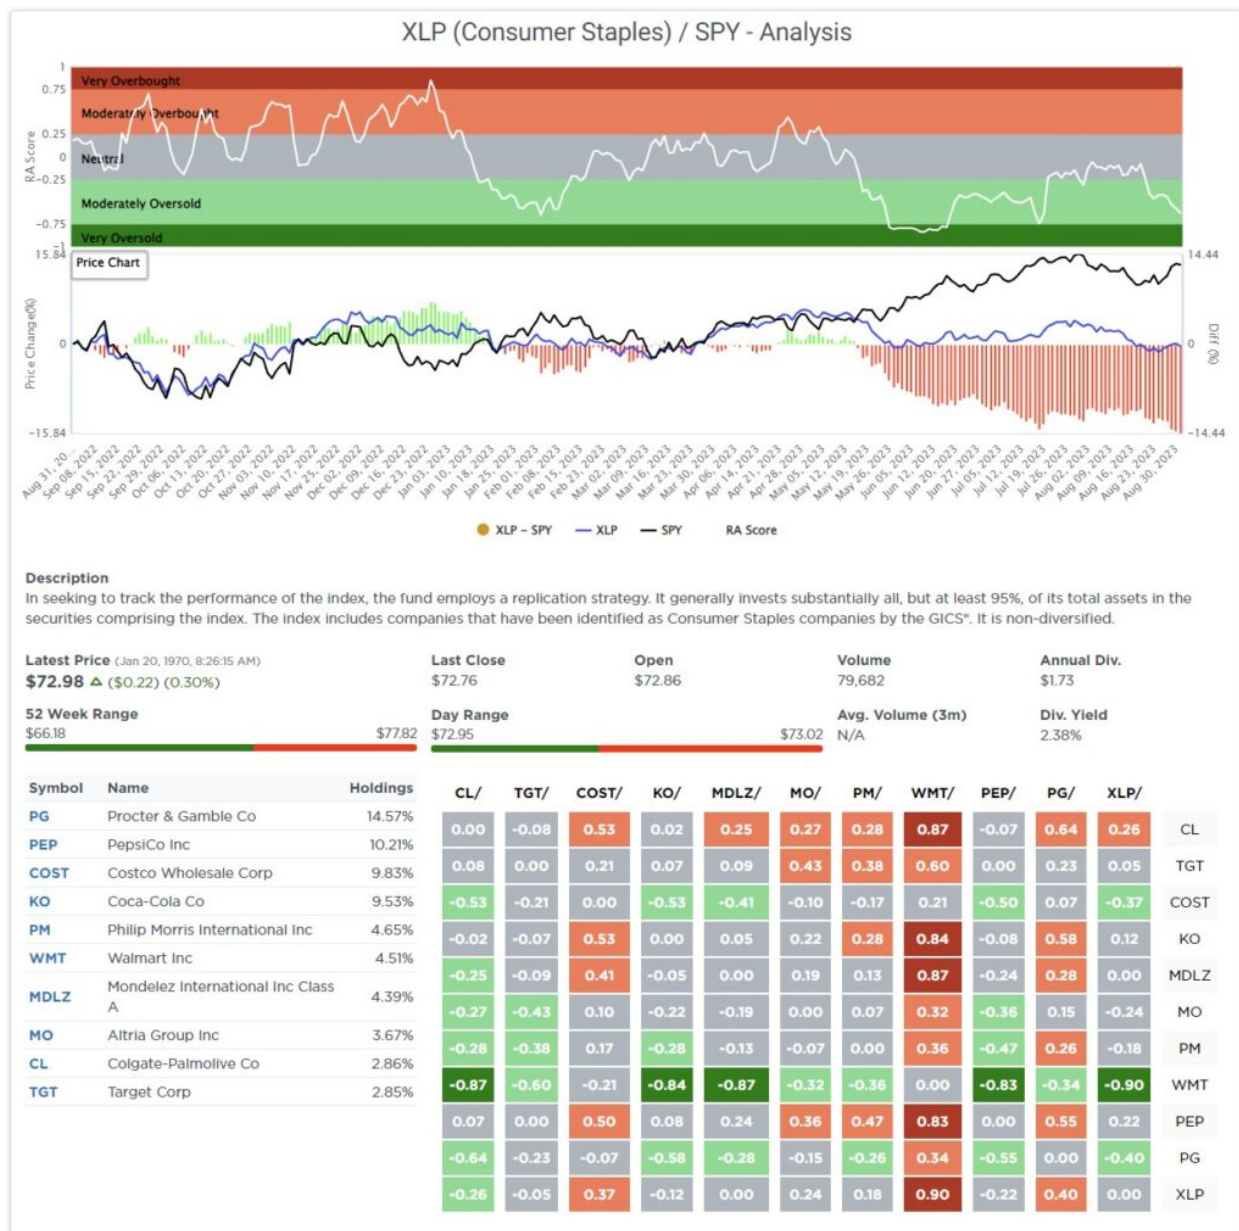 XLP (Consumer Staples) / SPY - Analysis
1
Very Overbought
0.75
Moderately Overbought
0.25
RA Score
0
Neutral
-0.25
Moderately Oversold
-0.75
Very Oversold
-1
15.84
14.44
Price Chart
Price Change(%)
0
0
Diff (%)
-15.84
-14.44
Aug 31, 20... Sep 08, 2022 Sep 15, 2022 Sep 22, 2022 Sep 29, 2022 Oct 06, 2022 Oct 13, 2022 Oct 20, 2022 Oct 27, 2022 Nov 03, 2022 Nov 10, 2022 Nov 17, 2022 Nov 25, 2022 Dec 02, 2022 Dec 09, 2022 Dec 16, 2022 Dec 23, 2022 Jan 03, 2023 Jan 10, 2023 Jan 18, 2023 Jan 25, 2023 Feb 01, 2023 Feb 08, 2023 Feb 15, 2023 Feb 23, 2023 Mar 02, 2023 Mar 09, 2023 Mar 16, 2023 Mar 23, 2023 Mar 30, 2023 Apr 06, 2023 Apr 14, 2023 Apr 21, 2023 Apr 28, 2023 May 05, 2023 May 12, 2023 May 19, 2023 May 26, 2023 Jun 05, 2023 Jun 12, 2023 Jun 20, 2023 Jun 27, 2023 Jul 05, 2023 Jul 12, 2023 Jul 19, 2023 Jul 26, 2023 Aug 02, 2023 Aug 09, 2023 Aug 16, 2023 Aug 23, 2023 Aug 30, 2023
XLP – SPY XLP SPY RA Score
Description
In seeking to track the performance of the index, the fund employs a replication strategy. It generally invests substantially all, but at least 95%, of its total assets in the
securities comprising the index. The index includes companies that have been identified as Consumer Staples companies by the GICS®. It is non-diversified.
Latest Price (Jan 20, 1970, 8:26:15 AM) Last Close Open Volume Annual Div.
$72.98 ($0.22) (0.30%) $72.76 $72.86 79,682 $1.73
52 Week Range Day Range Avg. Volume (3m) Div. Yield
$66.18 $77.82 $72.95 $73.02 N/A 2.38%
Symbol Name Holdings
PG Procter & Gamble Co 14.57%
PEP PepsiCo Inc 10.21%
COST Costco Wholesale Corp 9.83%
KO Coca-Cola Co 9.53%
PM Philip Morris International Inc 4.65%
WMT Walmart Inc 4.51%
MDLZ Mondelez International Inc Class
A 4.39%
MO Altria Group Inc 3.67%
CL Colgate-Palmolive Co 2.86%
TGT Target Corp 2.85%
CL/ TGT/ COST/ KO/ MDLZ/ MO/ PM/ WMT/ PEP/ PG/ XLP/
0.00 -0.08 0.53 0.02 0.25 0.27 0.28 0.87 -0.07 0.64 0.26 CL
0.08 0.00 0.21 0.07 0.09 0.43 0.38 0.60 0.00 0.23 0.05 TGT
-0.53 -0.21 0.00 -0.53 -0.41 -0.10 -0.17 0.21 -0.50 0.07 -0.37 COST
-0.02 -0.07 0.53 0.00 0.05 0.22 0.28 0.84 -0.08 0.58 0.12 KO
-0.25 -0.09 0.41 -0.05 0.00 0.19 0.13 0.87 -0.24 0.28 0.00 MDLZ
-0.27 -0.43 0.10 -0.22 -0.19 0.00 0.07 0.32 -0.36 0.15 -0.24 MO
-0.28 -0.38 0.17 -0.28 -0.13 -0.07 0.00 0.36 -0.47 0.26 -0.18 PM
-0.87 -0.60 -0.21 -0.84 -0.87 -0.32 -0.36 0.00 -0.83 -0.34 -0.90 WMT
0.07 0.00 0.50 0.08 0.24 0.36 0.47 0.83 0.00 0.55 0.22 PEP
-0.64 -0.23 -0.07 -0.58 -0.28 -0.15 -0.26 0.34 -0.55 0.00 -0.40 PG
-0.26 -0.05 0.37 -0.12 0.00 0.24 0.18 0.90 -0.22 0.40 0.00 XLP